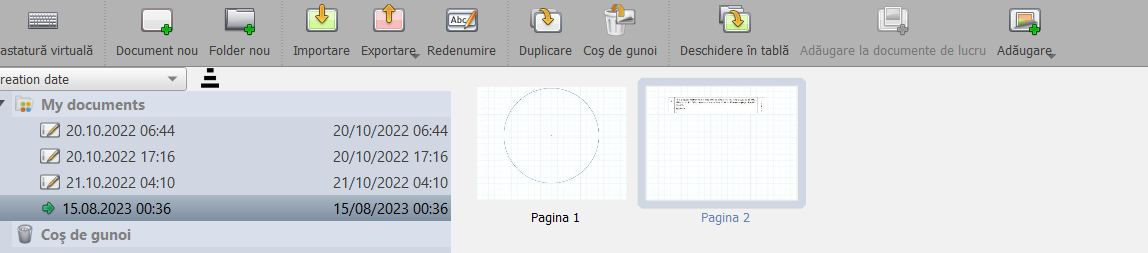 astatură virtuală Document nou Folder nou Importare Exportare Redenumire Duplicare Coş de gunoi Deschidere în tablă Adăugare la documente de lucru Adăugare
reation date
My documents
20.10.2022 06:44 20/10/2022 06:44
20.10.2022 17:16 20/10/2022 17:16
21.10.2022 04:10 21/10/2022 04:10
15.08.2023 00:36 15/08/2023 00:36
Coş de gunoi
Abc
Pagina 1 Pagina 2